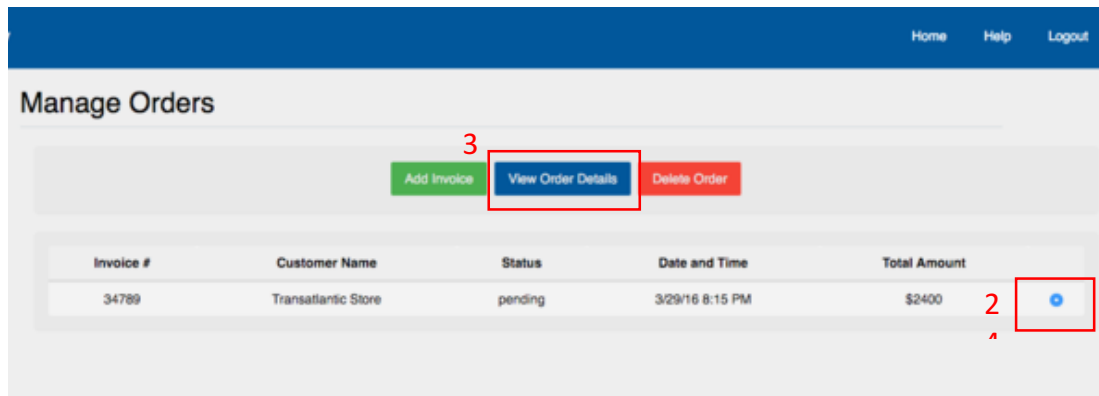 Home Help Logout
Manage Orders
3
Add Invoice View Order Details Delete Order
Invoice # Customer Name Status Date and Time Total Amount
34789 Transatlantic Store pending 3/29/16 8:15 PM $2400
2